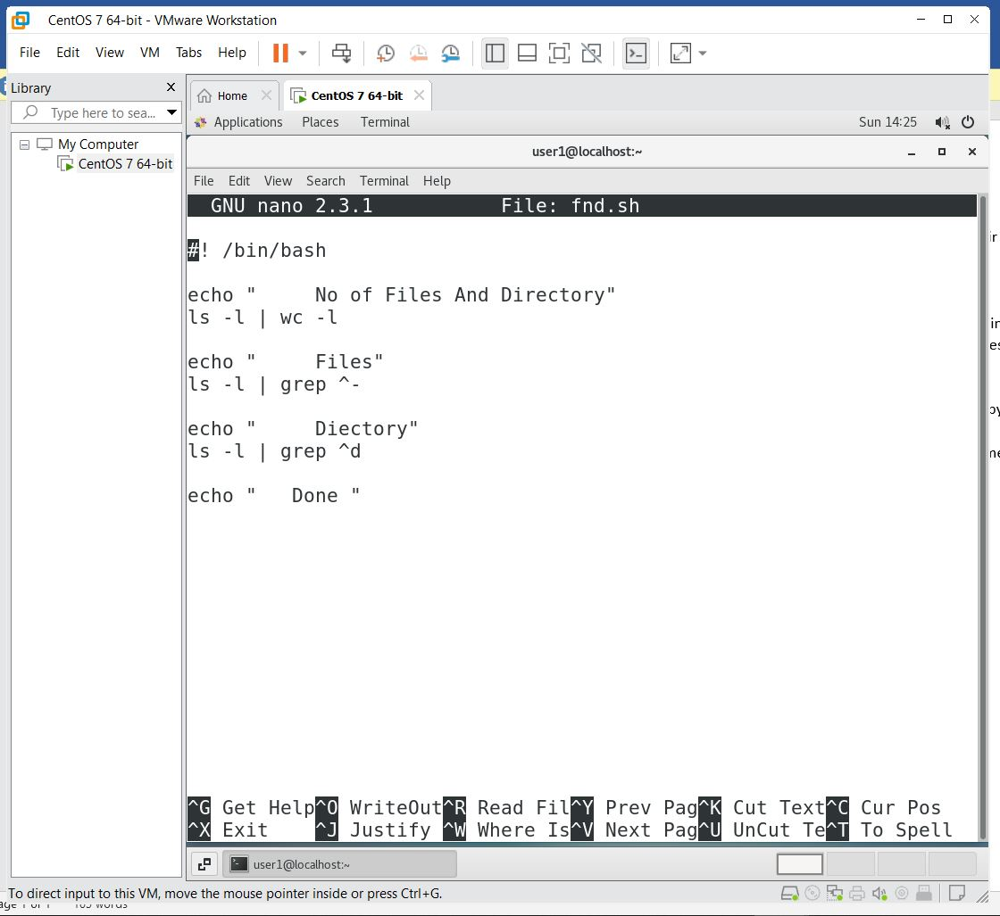 CentOS 7 64-bit - VMware Workstation
File Edit View VM Tabs Help
Library
Home CentOS 7 64-bit
Type here to sea...
Applications Places Terminal Sun 14:25
My Computer
CentOS 7 64-bit
user1@localhost:~
File Edit View Search Terminal Help
GNU nano 2.3.1 File: fnd.sh
#! /bin/bash
echo "     No of Files And Directory"
ls -l | wc -l
echo "     Files"
ls -l | grep ^-
echo "     Diectory"
ls -l | grep ^d
echo "   Done "
^G Get Help^O WriteOut^R Read Fil^Y Prev Pag^K Cut Text^C Cur Pos
^X Exit ^J Justify ^W Where Is^V Next Pag^U UnCut Te^T To Spell
user1@localhost:~
To direct input to this VM, move the mouse pointer inside or press Ctrl+G.